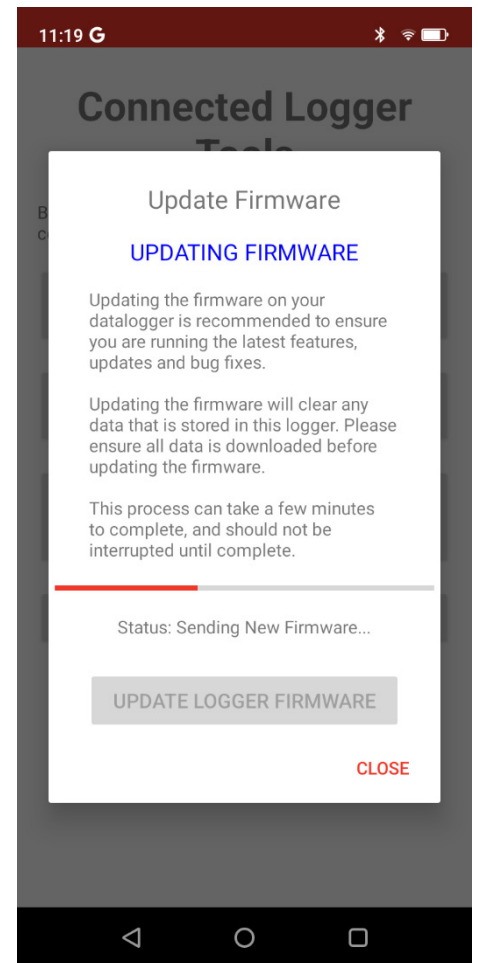 11:19 G
Connected Logger
Tools
B
c
Update Firmware
UPDATING FIRMWARE
Updating the firmware on your
datalogger is recommended to ensure
you are running the latest features,
updates and bug fixes.
Updating the firmware will clear any
data that is stored in this logger. Please
ensure all data is downloaded before
updating the firmware.
This process can take a few minutes
to complete, and should not be
interrupted until complete.
Status: Sending New Firmware...
UPDATE LOGGER FIRMWARE
CLOSE